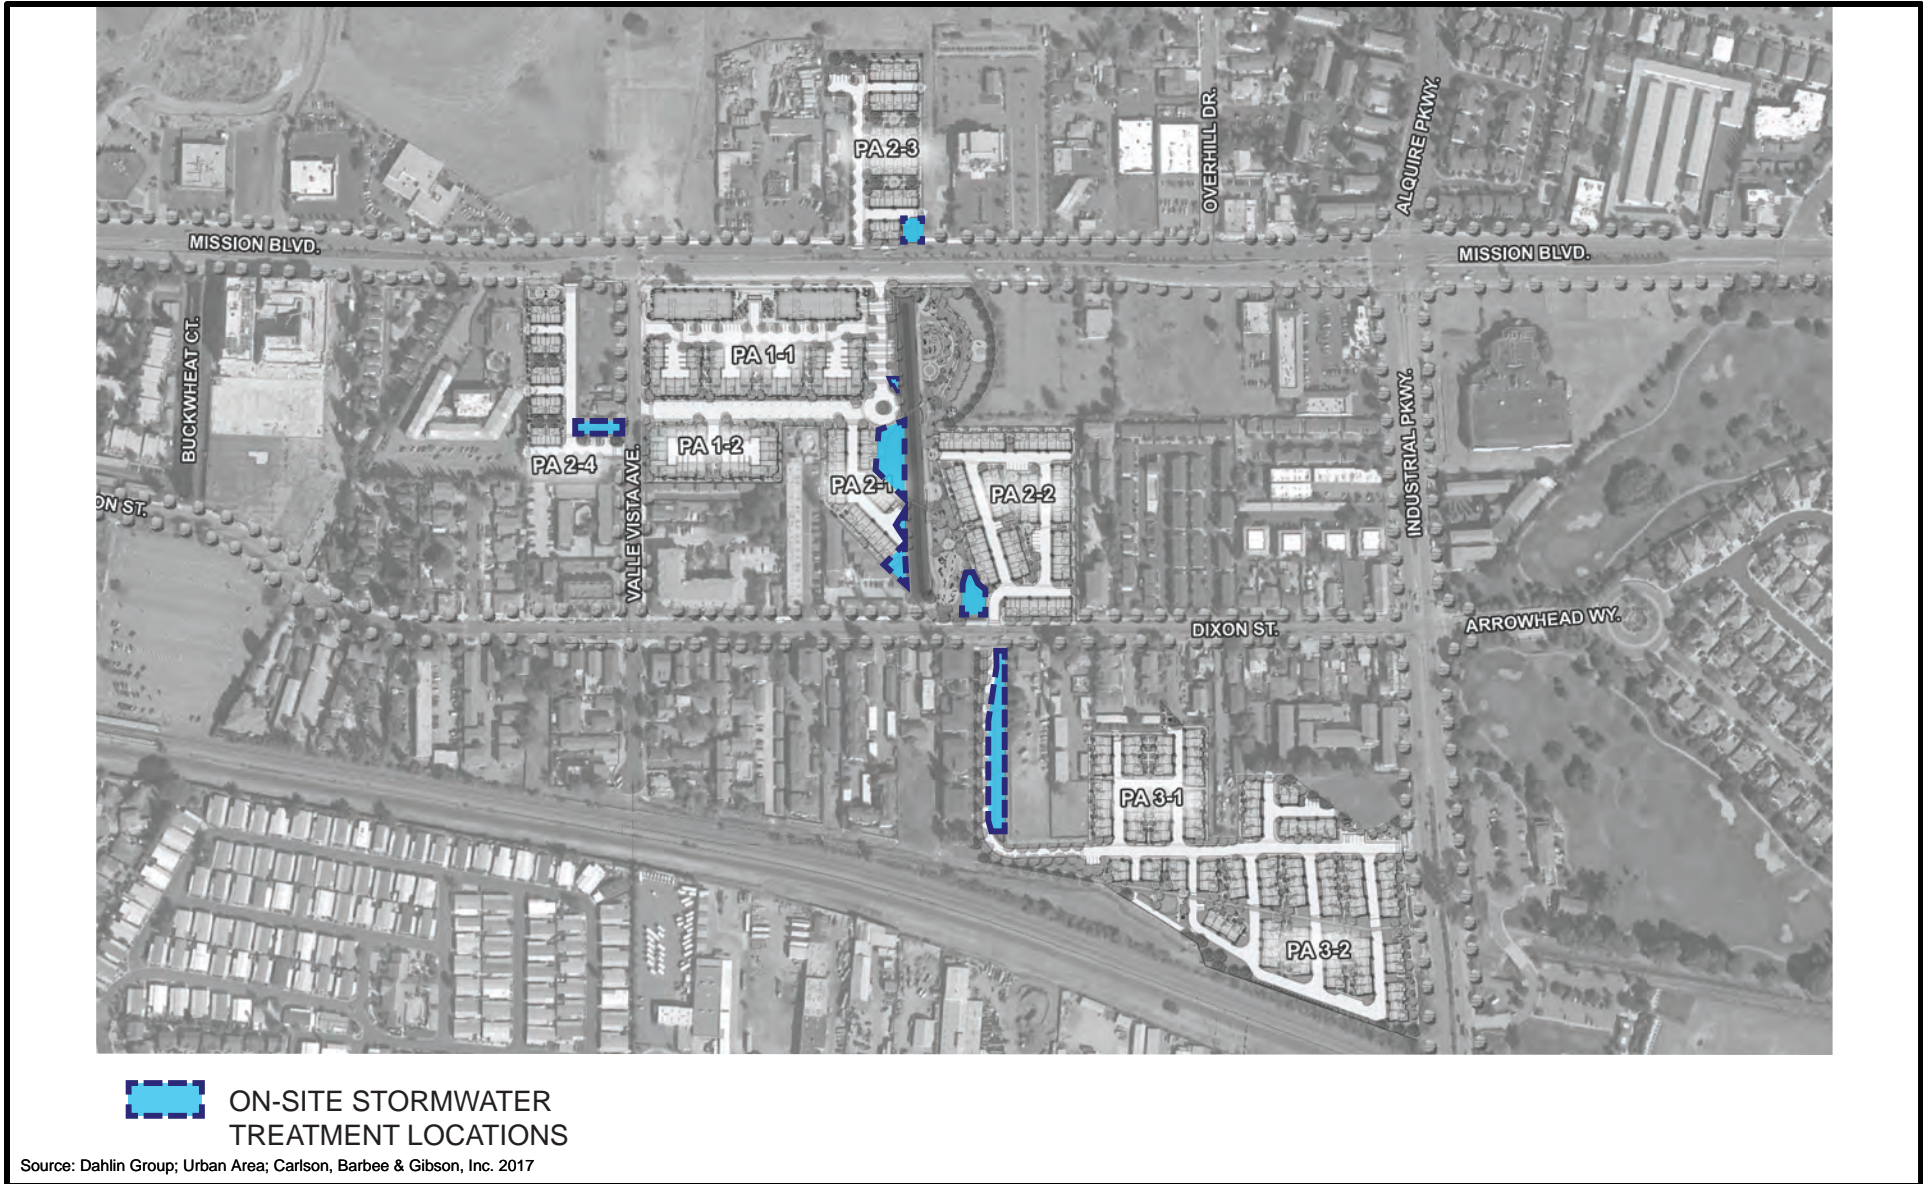 PA 2-3
OVERHILL DR.
ALQUIRE PKWY.
MISSION BLVD.
MISSION BLVD.
BUCKWHEAT CT.
PA 1-1
PA 1-2
PA 2-4
VALLE VISTA AVE.
PA 2-1
PA 2-2
INDUSTRIAL PKWY.
ON ST.
DIXON ST.
ARROWHEAD WY.
PA 3-1
PA 3-2
ON-SITE STORMWATER
TREATMENT LOCATIONS
Source: Dahlin Group; Urban Area; Carlson, Barbee & Gibson, Inc. 2017